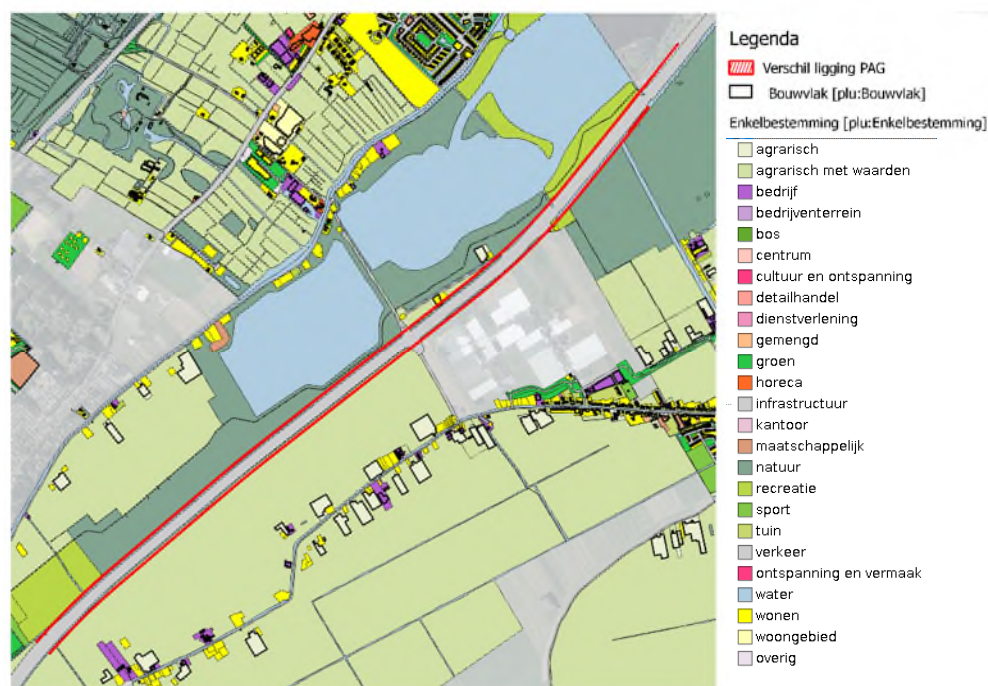 Legenda
Verschil ligging PAG
Bouwvlak [plu:Bouwvlak]
Enkelbestemming [plu:Enkelbestemming]
agrarisch
agrarisch met waarden
bedrijf
bedrijventerrein
bos
centrum
cultuur en ontspanning
detailhandel
dienstverlening
gemengd
groen
horeca
infrastructuur
kantoor
maatschappelijk
natuur
recreatie
sport
tuin
verkeer
ontspanning en vermaak
water
wonen
woongebied
overig